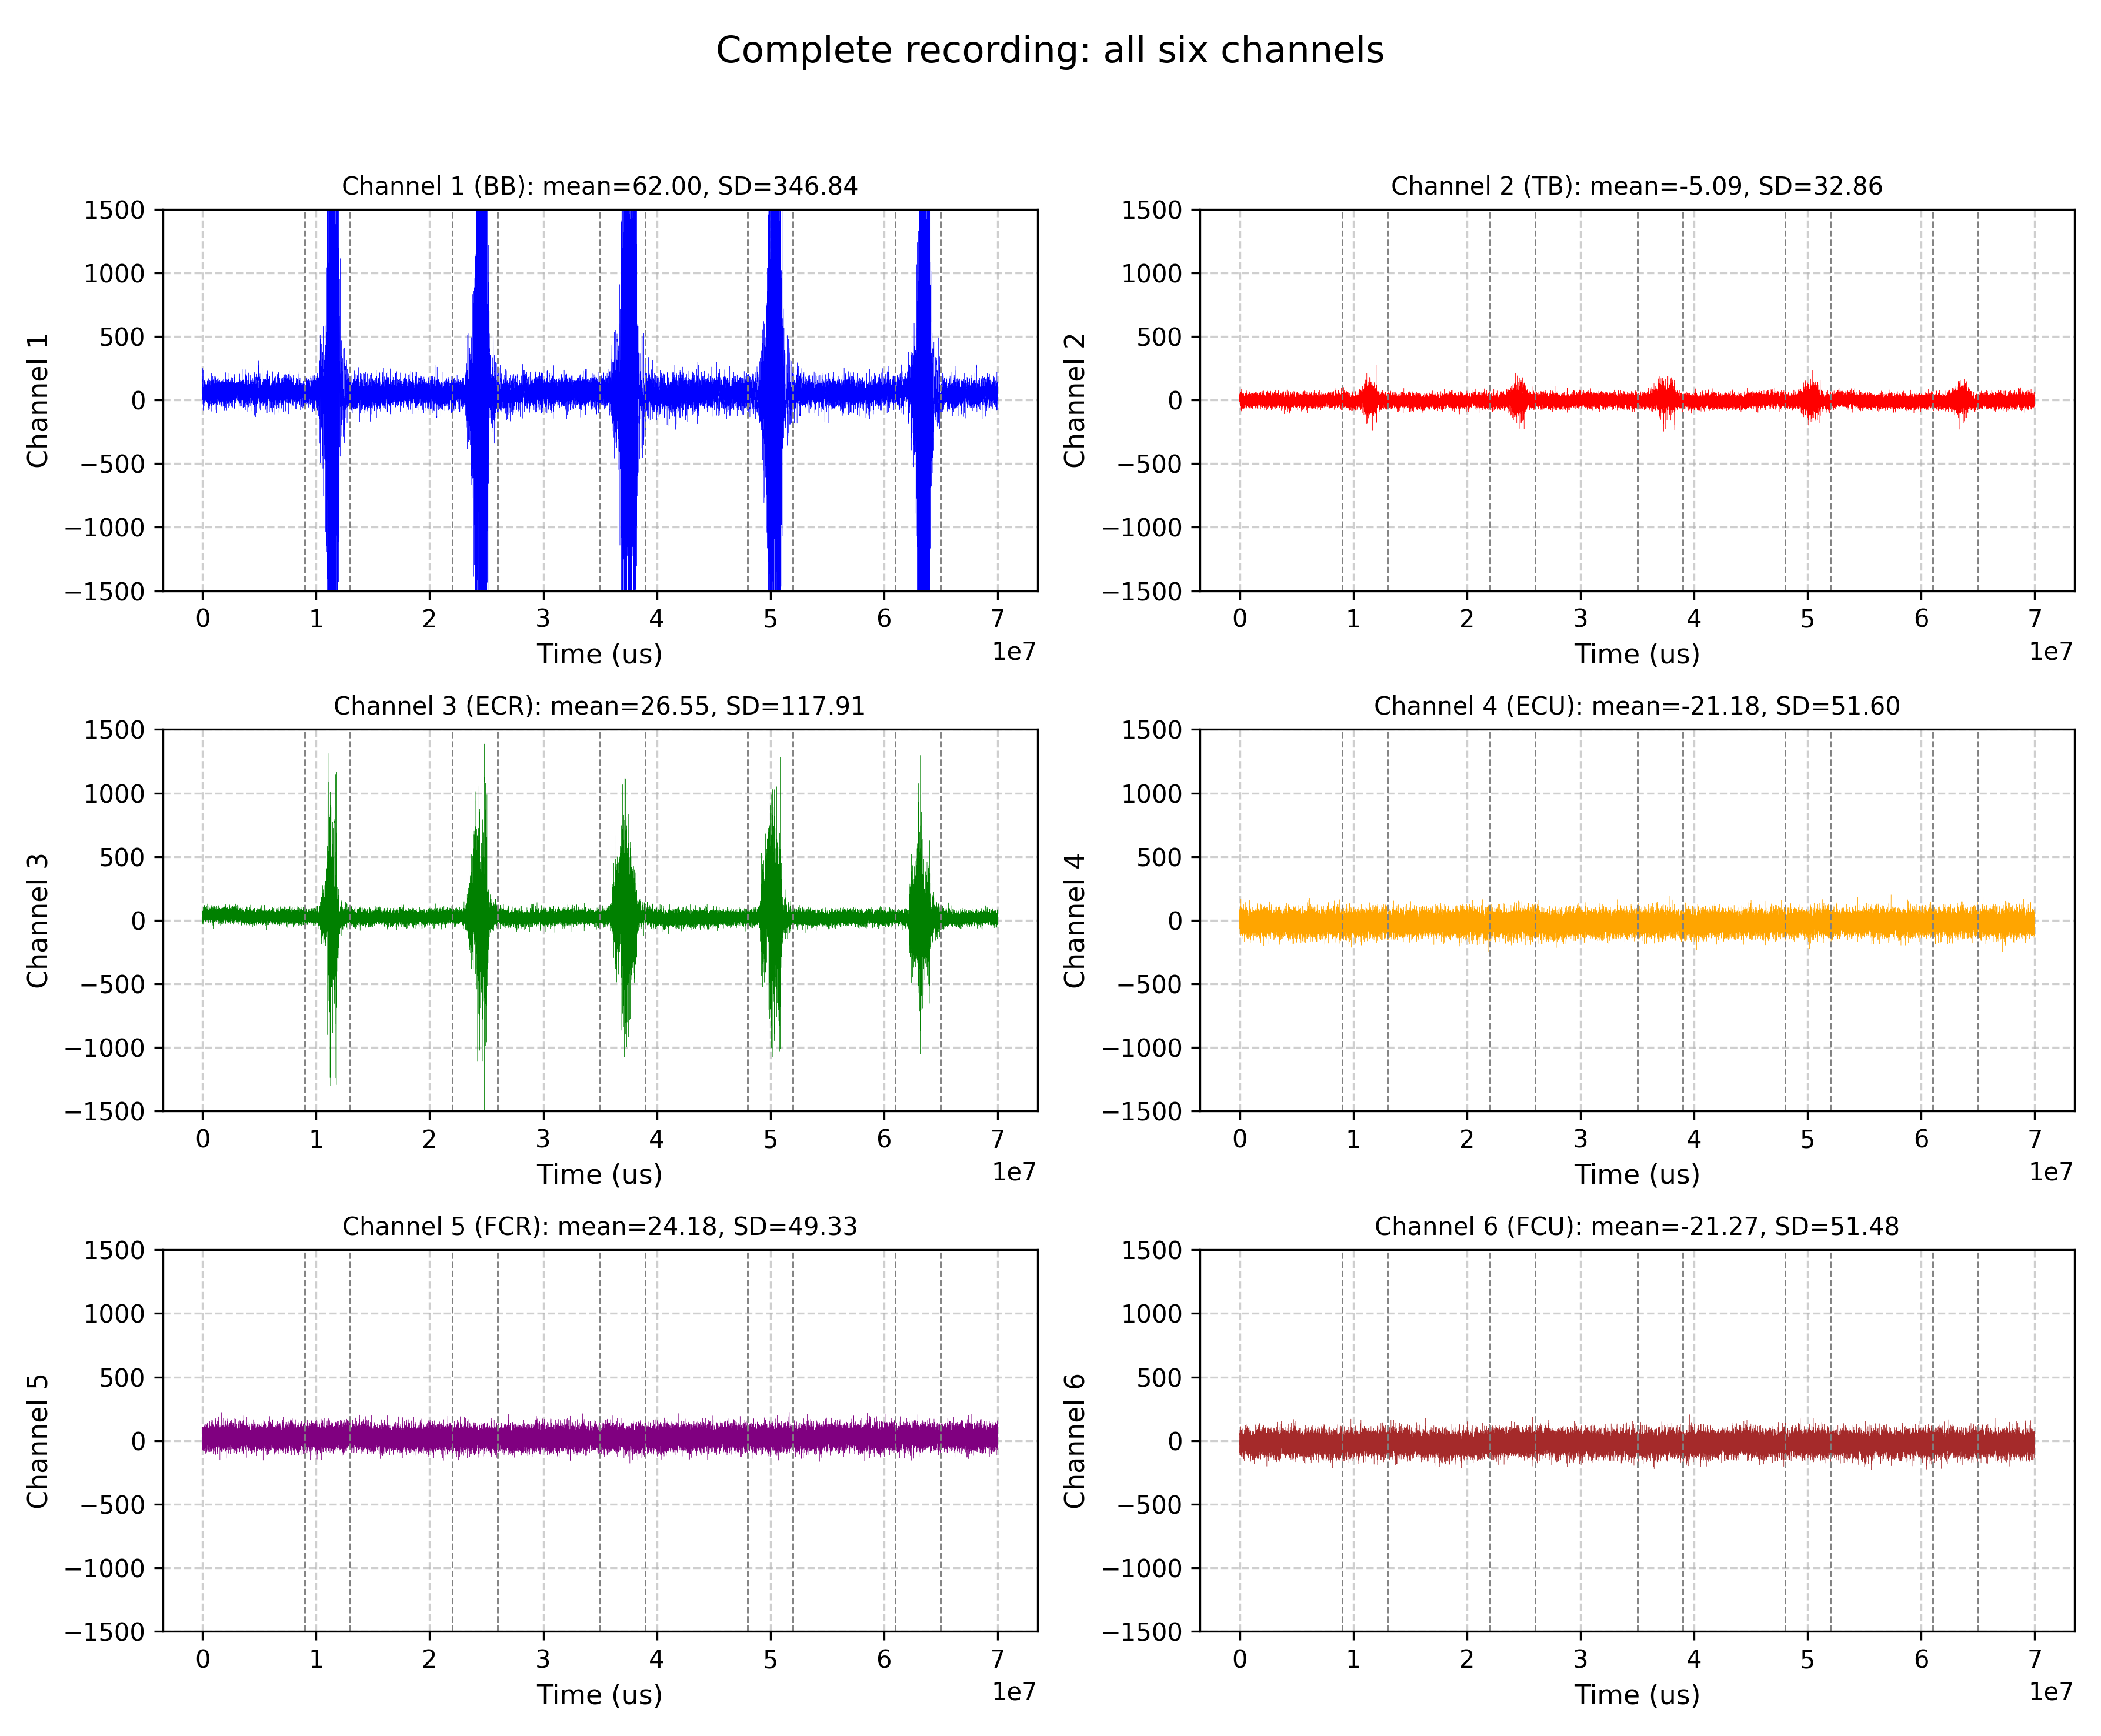 Complete recording: all six channels
Channel 1 (BB): mean=62.00, SD=346.84
1500
1000
500
0
−500
−1000
−1500
Channel 1
0 1 2 3 4 5 6 7
1e7
Time (us)
Channel 2 (TB): mean=-5.09, SD=32.86
1500
1000
500
0
−500
−1000
−1500
Channel 2
0 1 2 3 4 5 6 7
1e7
Time (us)
Channel 3 (ECR): mean=26.55, SD=117.91
1500
1000
500
0
−500
−1000
−1500
Channel 3
0 1 2 3 4 5 6 7
1e7
Time (us)
Channel 4 (ECU): mean=-21.18, SD=51.60
1500
1000
500
0
−500
−1000
−1500
Channel 4
0 1 2 3 4 5 6 7
1e7
Time (us)
Channel 5 (FCR): mean=24.18, SD=49.33
1500
1000
500
0
−500
−1000
−1500
Channel 5
0 1 2 3 4 5 6 7
1e7
Time (us)
Channel 6 (FCU): mean=-21.27, SD=51.48
1500
1000
500
0
−500
−1000
−1500
Channel 6
0 1 2 3 4 5 6 7
1e7
Time (us)